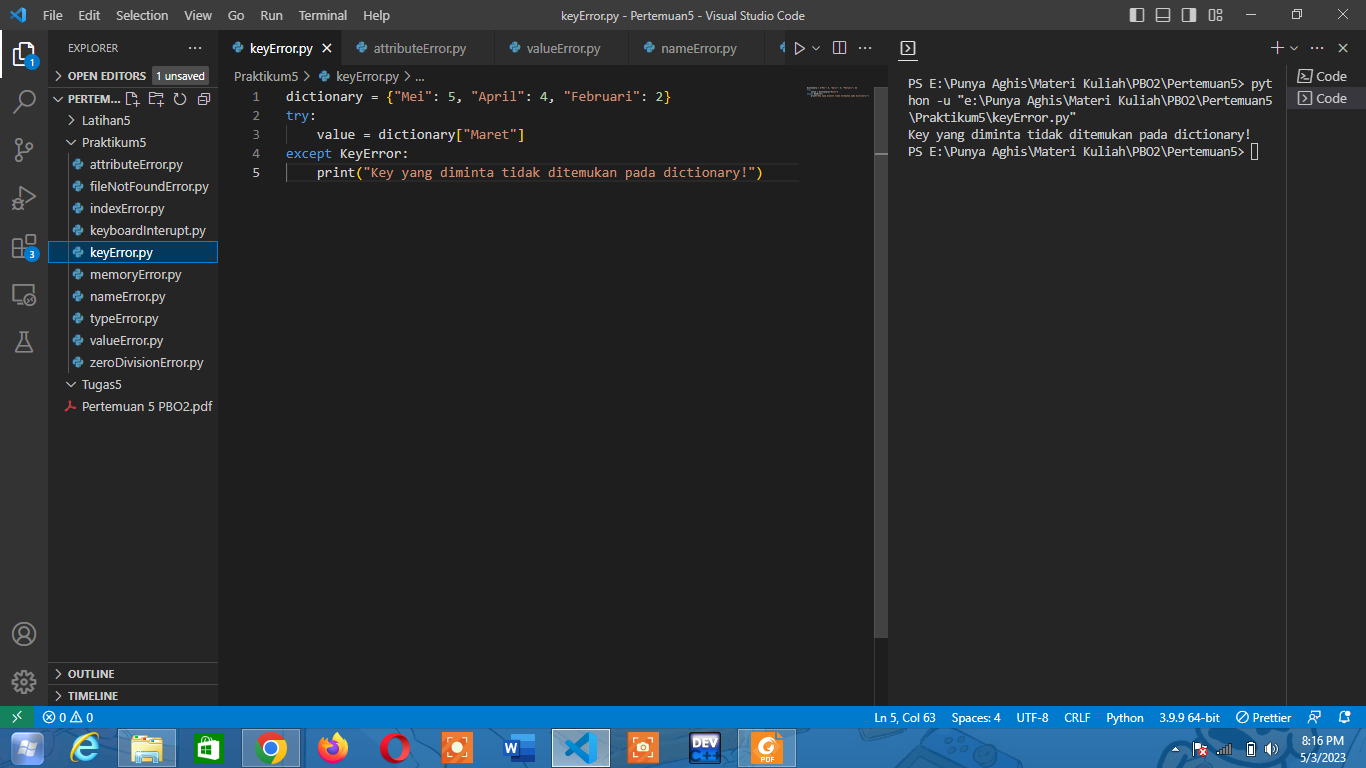 File Edit Selection View Go Run Terminal Help
keyError.py - Pertemuan5 - Visual Studio Code
EXPLORER
OPEN EDITORS 1 unsaved
PERTEM...
Latihan5
Praktikum5
attributeError.py
fileNotFoundError.py
indexError.py
keyboardInterupt.py
keyError.py
memoryError.py
nameError.py
typeError.py
valueError.py
zeroDivisionError.py
Tugas5
Pertemuan 5 PBO2.pdf
OUTLINE
TIMELINE
1
3
keyError.py attributeError.py valueError.py nameError.py
Praktikum5 > keyError.py > ...
1 dictionary = {"Mei": 5, "April": 4, "Februari": 2}
2 try:
3 value = dictionary["Maret"]
4 except KeyError:
5 print("Key yang diminta tidak ditemukan pada dictionary!")
PS E:\Punya Aghis\Materi Kuliah\PBO2\Pertemuan5> pyt
hon -u "e:\Punya Aghis\Materi Kuliah\PBO2\Pertemuan5
\Praktikum5\keyError.py"
Key yang diminta tidak ditemukan pada dictionary!
PS E:\Punya Aghis\Materi Kuliah\PBO2\Pertemuan5>
Code
Code
0 0
Ln 5, Col 63 Spaces: 4 UTF-8 CRLF Python 3.9.9 64-bit Prettier
W
DEV
C++
PDF
8:16 PM
5/3/2023